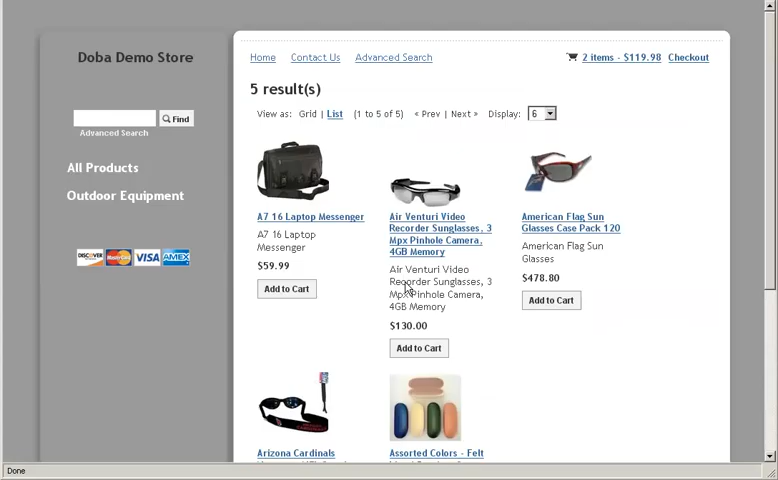 Doba Demo Store
Find
Advanced Search
All Products
Outdoor Equipment
DISCOVER MasterCard VISA AMEX
Home Contact Us Advanced Search 2 items - $119.98 Checkout
5 result(s)
View as: Grid | List (1 to 5 of 5) « Prev | Next » Display: 6
A7 16 Laptop Messenger
A7 16 Laptop
Messenger
$59.99
Add to Cart
Air Venturi Video
Recorder Sunglasses, 3
Mpx Pinhole Camera,
4GB Memory
Air Venturi Video
Recorder Sunglasses, 3
Mpx Pinhole Camera,
4GB Memory
$130.00
Add to Cart
American Flag Sun
Glasses Case Pack 120
American Flag Sun
Glasses
$478.80
Add to Cart
Arizona Cardinals
Assorted Colors - Felt
Done